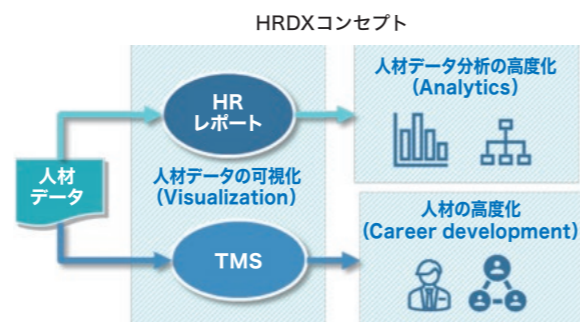 HRDXコンセプト
人材データ分析の高度化
（Analytics）
HR
レポート
人材
データ
人材データの可視化
（Visualization）
人材の高度化
（Career development）
TMS